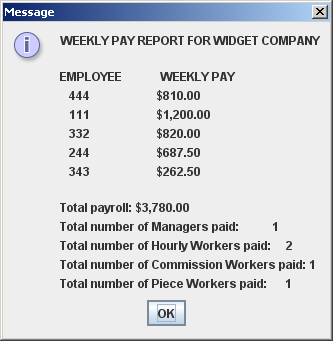 Message
WEEKLY PAY REPORT FOR WIDGET COMPANY
EMPLOYEE WEEKLY PAY
444 $810.00
111 $1,200.00
332 $820.00
244 $687.50
343 $262.50
Total payroll: $3,780.00
Total number of Managers paid: 1
Total number of Hourly Workers paid: 2
Total number of Commission Workers paid: 1
Total number of Piece Workers paid: 1
OK